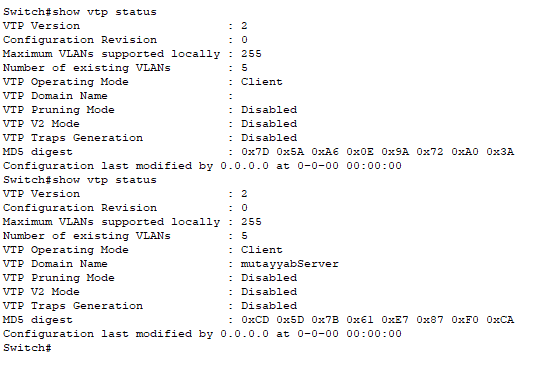 Switch#show vtp status
VTP Version                     : 2
Configuration Revision          : 0
Maximum VLANs supported locally : 255
Number of existing VLANs        : 5
VTP Operating Mode              : Client
VTP Domain Name                 :
VTP Pruning Mode                : Disabled
VTP V2 Mode                     : Disabled
VTP Traps Generation            : Disabled
MD5 digest                      : 0x7D 0x5A 0xA6 0x0E 0x9A 0x72 0xA0 0x3A
Configuration last modified by 0.0.0.0 at 0-0-00 00:00:00
Switch#show vtp status
VTP Version                     : 2
Configuration Revision          : 0
Maximum VLANs supported locally : 255
Number of existing VLANs        : 5
VTP Operating Mode              : Client
VTP Domain Name                 : mutayyabServer
VTP Pruning Mode                : Disabled
VTP V2 Mode                     : Disabled
VTP Traps Generation            : Disabled
MD5 digest                      : 0xCD 0x5D 0x7B 0x61 0xE7 0x87 0xF0 0xCA
Configuration last modified by 0.0.0.0 at 0-0-00 00:00:00
Switch#